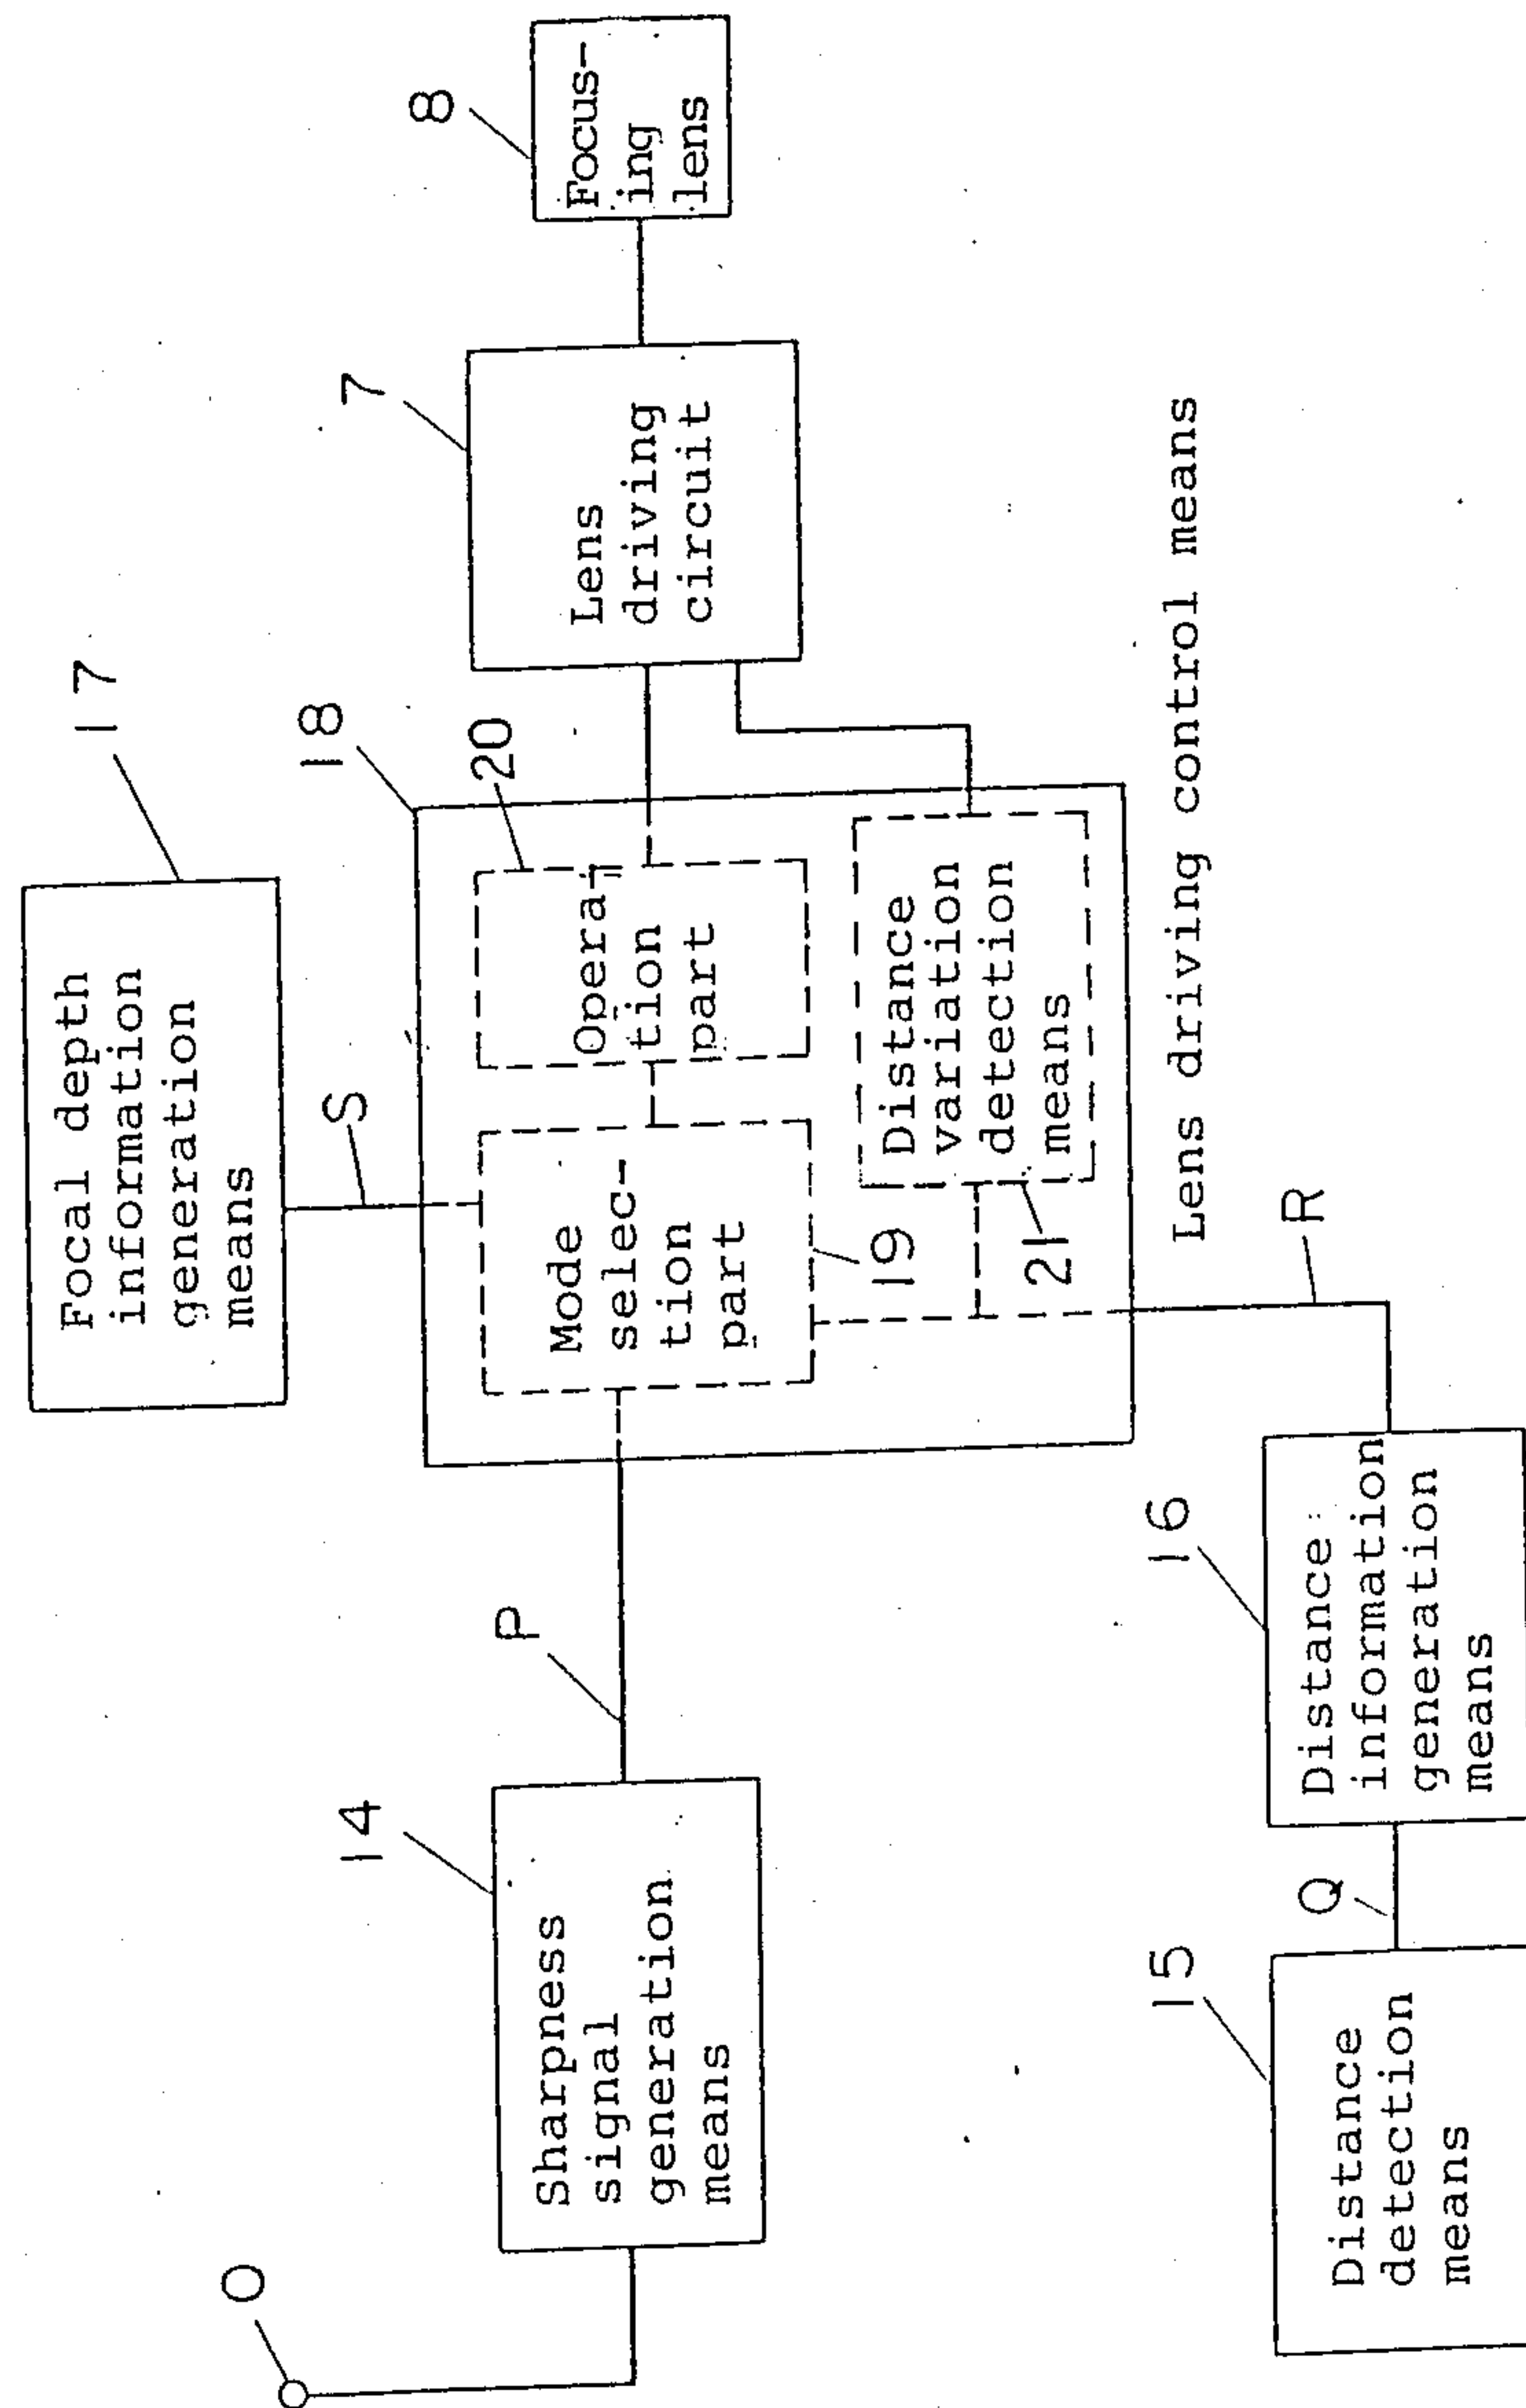 17
Focal depth
information
generation
means
S
18
20
7
8
O
14
P
Sharpness
signal
generation
means
Mode
selec-
tion
part
Opera-
tion
part
Lens
driving
circuit
Focus-
ing
lens
19
Distance
variation
detection
means
21
Lens driving control means
R
15
Q
16
Distance
detection
means
Distance
information
generation
means